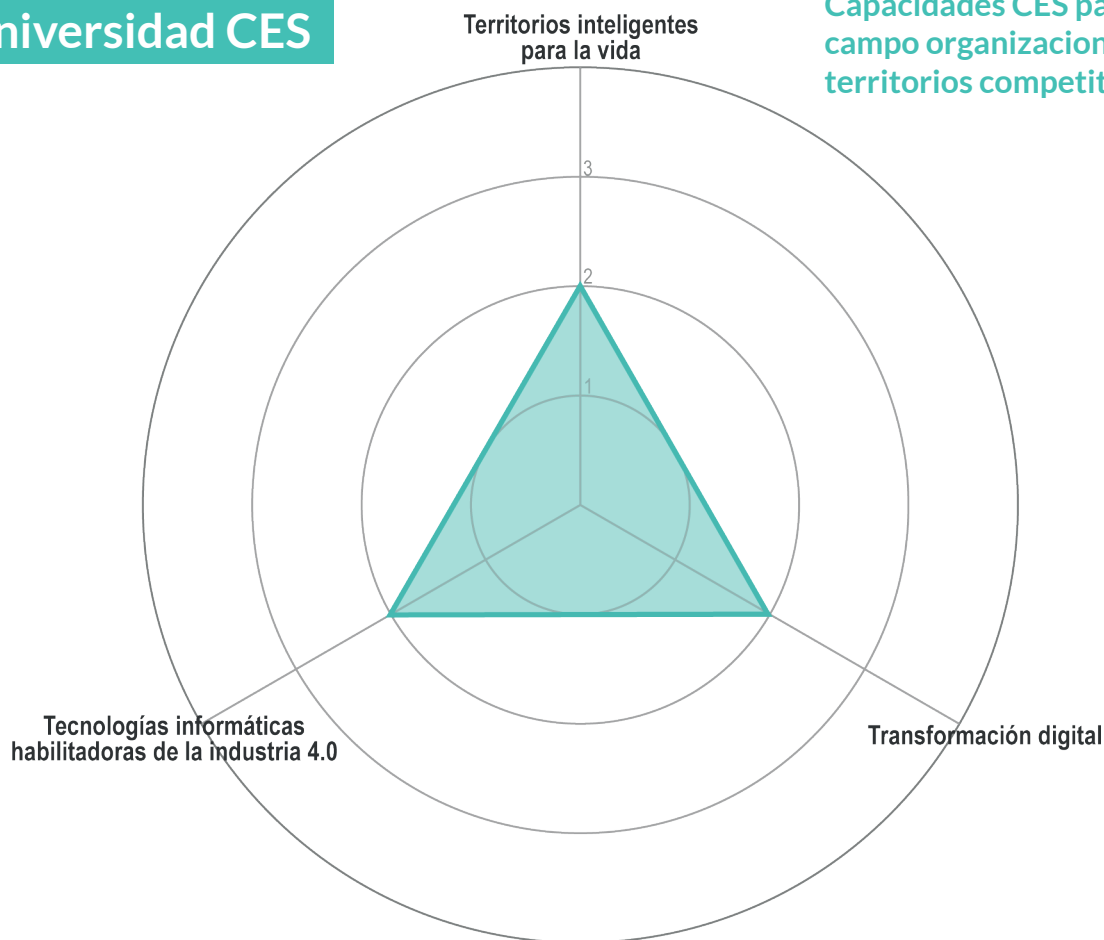 niversidad CES
Capacidades CES pa
campo organizacion
territorios competit
Territorios inteligentes
para la vida
3
2
1
Tecnologías informáticas
habilitadoras de la industria 4.0
Transformación digital